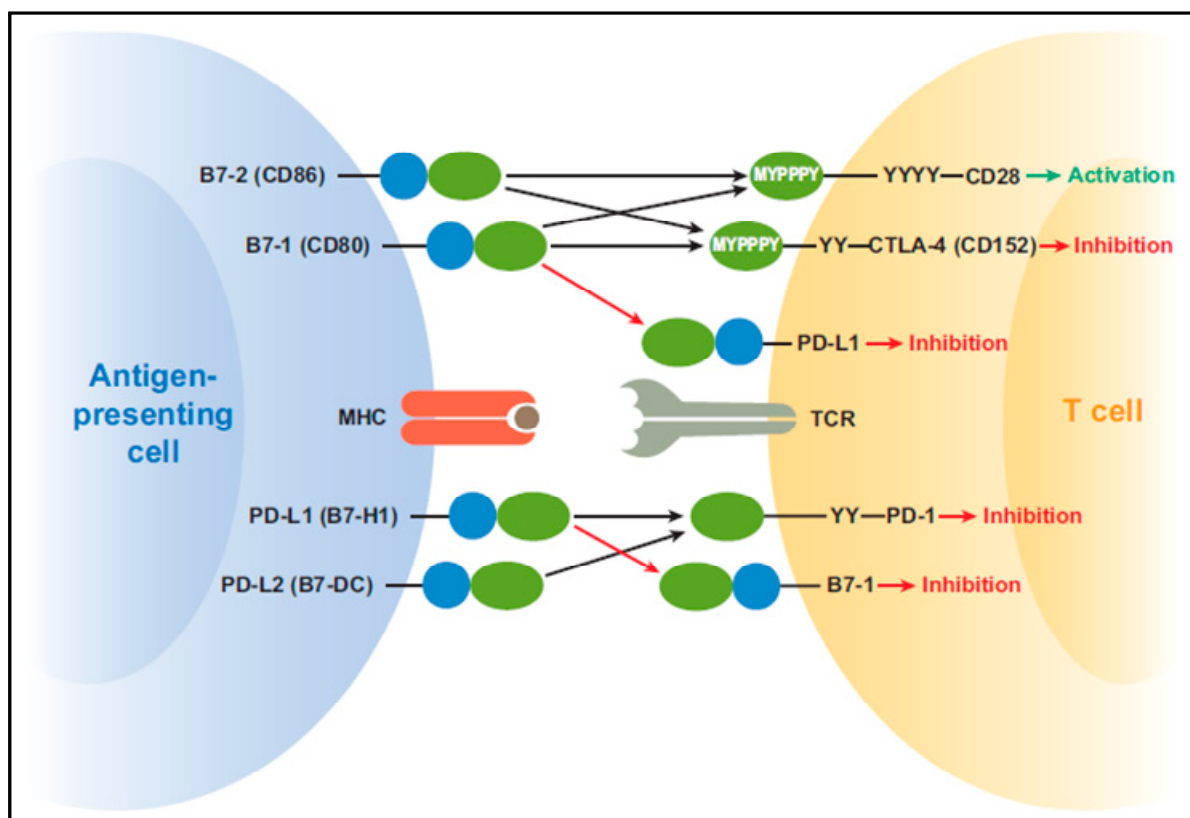 B7-2 (CD86) MYPPPY YYYY CD28 Activation
B7-1 (CD80) MYPPPY YY CTLA-4 (CD152) Inhibition
PD-L1 Inhibition
Antigen-
presenting
cell
MHC TCR
T cell
PD-L1 (B7-H1) YY PD-1 Inhibition
PD-L2 (B7-DC) B7-1 Inhibition